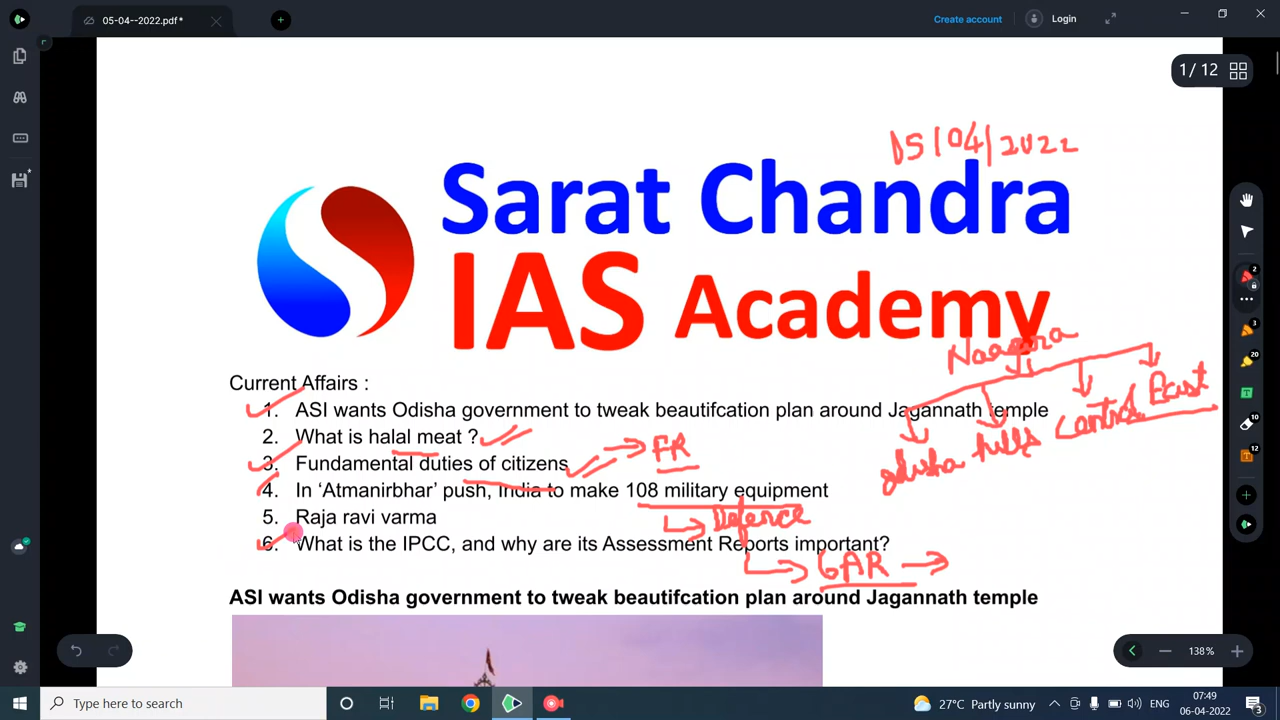 05-04--2022.pdf*
Create account
Login
1 / 12
05/04/2022
Sarat Chandra
IAS Academy
Current Affairs :
1. ASI wants Odisha government to tweak beautifcation plan around Jagannath temple
2. What is halal meat ?
3. Fundamental duties of citizens
FR
odisha hills central East
4. In ‘Atmanirbhar’ push, India to make 108 military equipment
5. Raja ravi varma
Defence
6. What is the IPCC, and why are its Assessment Reports important?
6AR
ASI wants Odisha government to tweak beautifcation plan around Jagannath temple
138%
Type here to search
27°C Partly sunny
ENG
07:49
06-04-2022